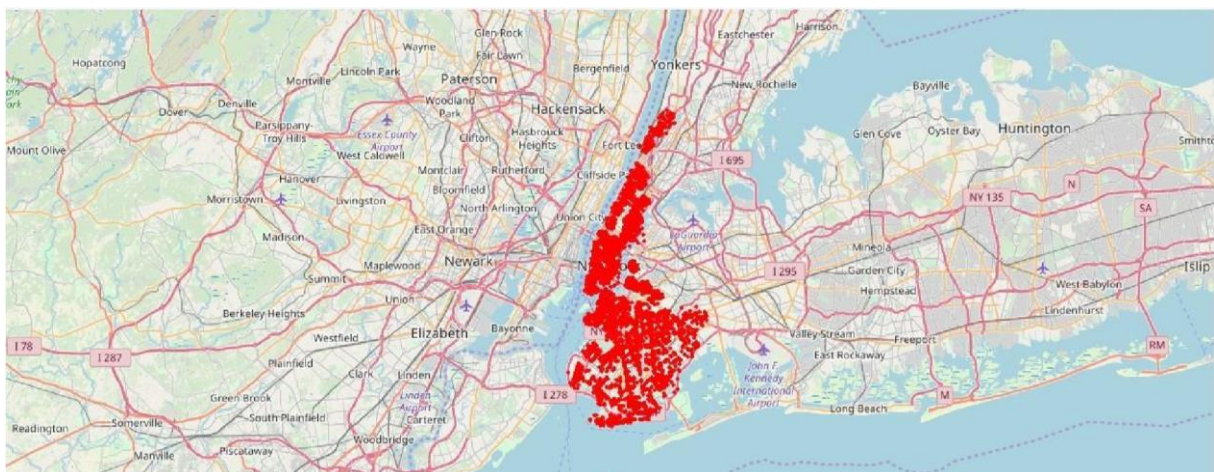 Hopatcong
Dover
Denville
Mount Olive
Parsippany-
Troy Hills
Montville
Lincoln Park
Wayne
Glen Rock
Fair Lawn
Paterson
Woodland
Park
Bergenfield
Hackensack
Yonkers
Eastchester
Harrison
New Rochelle
Essex County
Airport
West Caldwell
Clifton
Hasbrouck
Heights
Fort Le
Montclair
Rutherford
Cliffside Pa
Bloomfield
Hanover
Livingston
Morristown
North Arlington
Union City
East Orange
Madison
Maplewood
Newark
Summit
Union
Berkeley Heights
Elizabeth
Bayonne
Westfield
I 78
I 287
Plainfield
Clark
Linden
Linden
Airport
Carteret
Green Brook
South Plainfield
Readington
Somerville
Manville
Piscataway
Woodbridge
I 278
I 695
LaGuardia
Airport
I 295
Bayville
Glen Cove
Oyster Bay
Huntington
Smithto
NY 135
N
SA
Mineola
Garden City
Hempstead
West Babylon
Islip
Lindenhurst
Valley Stream
Freeport
East Rockaway
John F.
Kennedy
International
Airport
Long Beach
M
RM